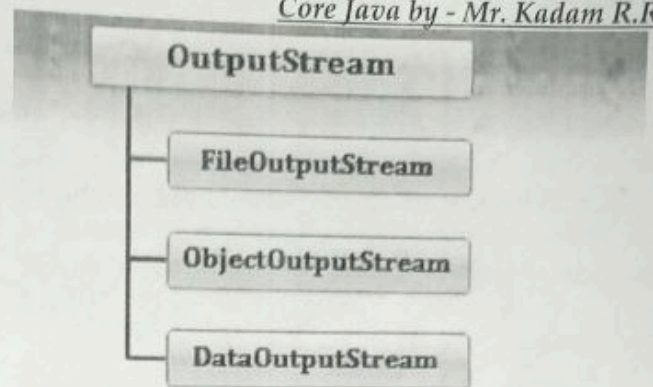 Core Java by - Mr. Kadam R.R
OutputStream
FileOutputStream
ObjectOutputStream
DataOutputStream